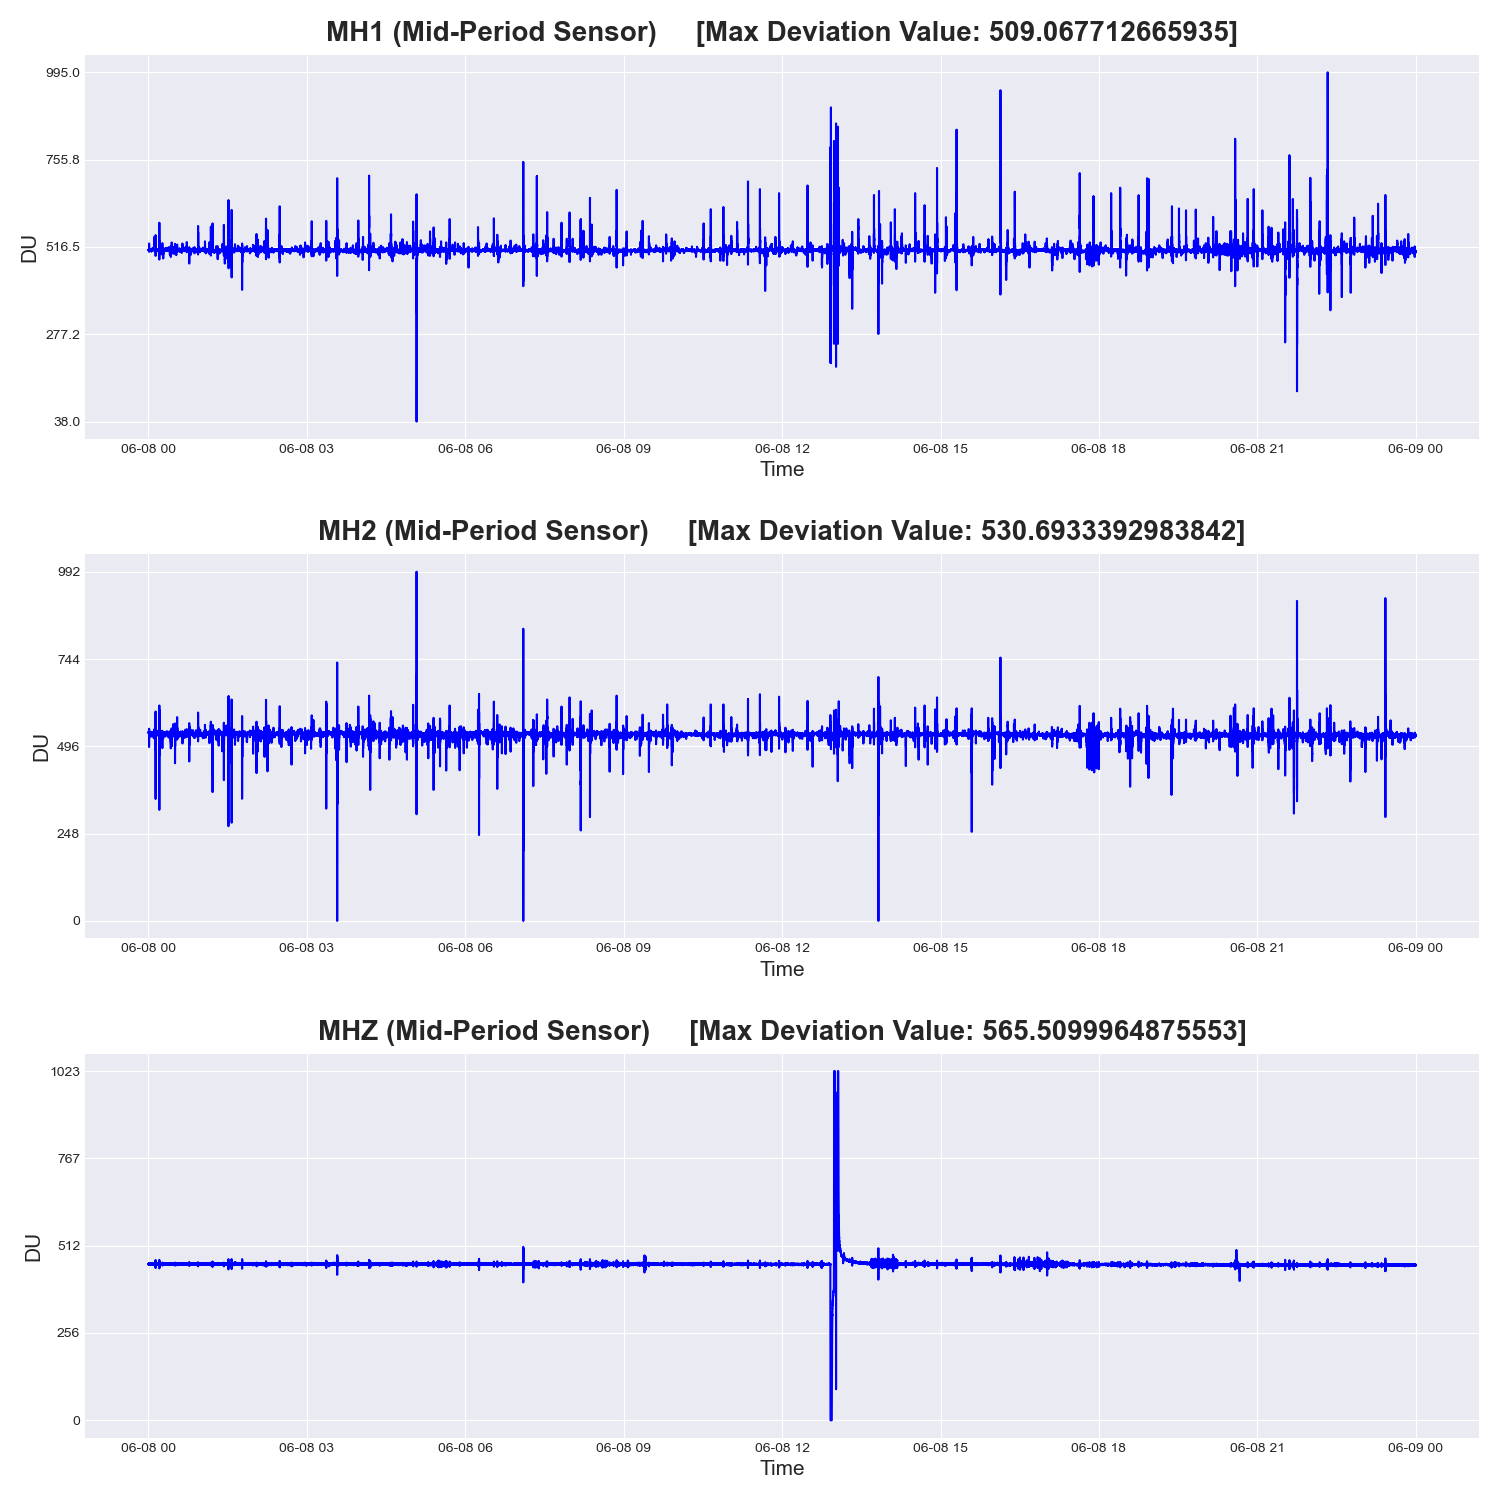 MH1 (Mid-Period Sensor) [Max Deviation Value: 509.067712665935]
995.0
755.8
516.5
277.2
38.0
DU
06-08 00 06-08 03 06-08 06 06-08 09 06-08 12 06-08 15 06-08 18 06-08 21 06-09 00
Time
MH2 (Mid-Period Sensor) [Max Deviation Value: 530.6933392983842]
992
744
496
248
0
DU
06-08 00 06-08 03 06-08 06 06-08 09 06-08 12 06-08 15 06-08 18 06-08 21 06-09 00
Time
MHZ (Mid-Period Sensor) [Max Deviation Value: 565.5099964875553]
1023
767
512
256
0
DU
06-08 00 06-08 03 06-08 06 06-08 09 06-08 12 06-08 15 06-08 18 06-08 21 06-09 00
Time